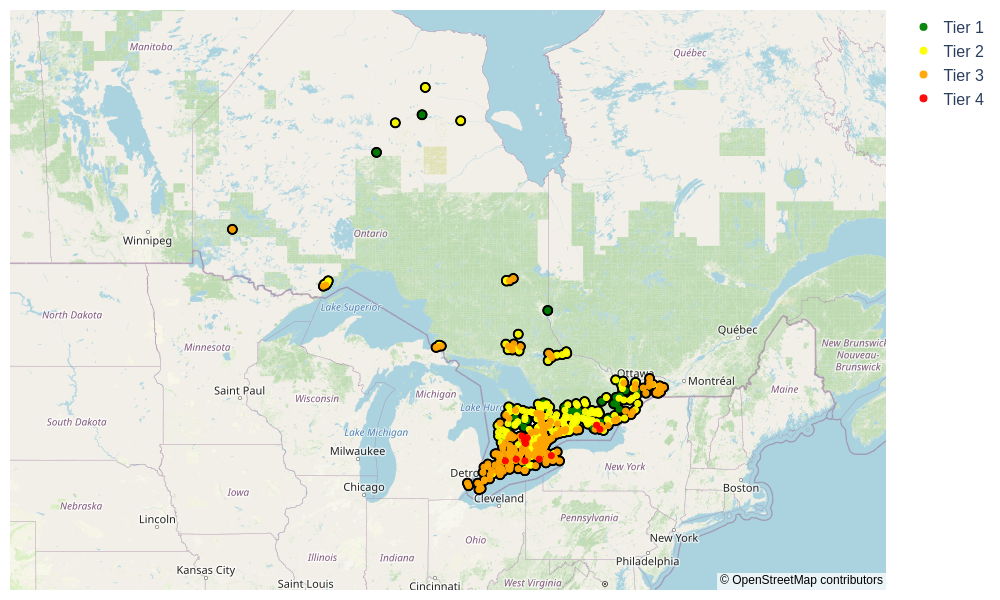 Manitoba
Québec
Tier 1
Tier 2
Tier 3
Tier 4
Winnipeg
Ontario
North Dakota
Lake Superior
Minnesota
Québec
New Brunswick
Nouveau-
Brunswick
Ottawa
Montréal
Maine
Saint Paul
Wisconsin
Michigan
Lake Huron
South Dakota
Lake Michigan
Milwaukee
Detro
New York
Chicago
Cleveland
Boston
Iowa
Nebraska
Lincoln
Pennsylvania
New York
Ohio
Illinois
Indiana
Philadelphia
Kansas City
Saint Louis
Cincinnati
West Virginia
© OpenStreetMap contributors